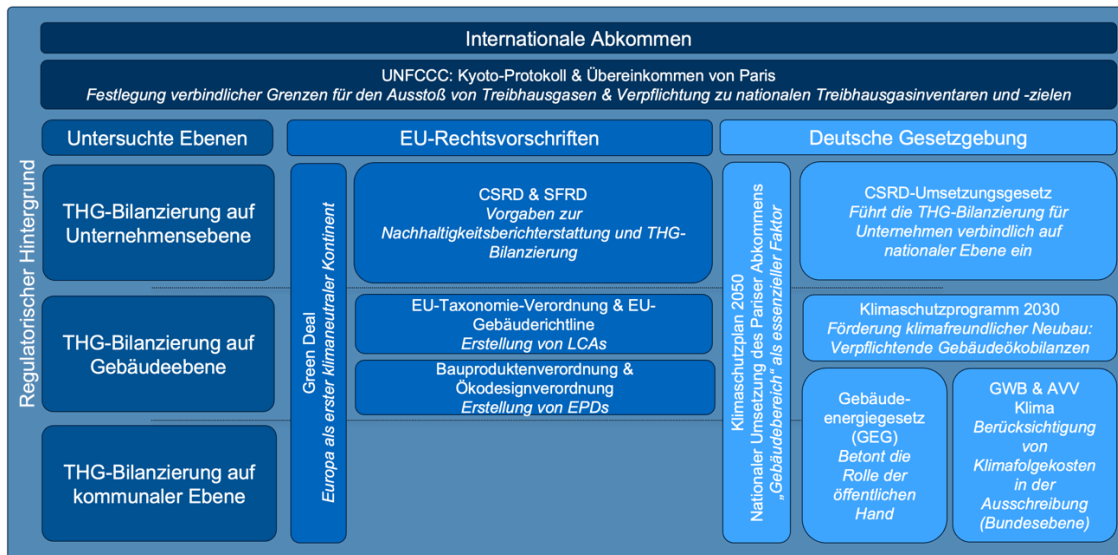 Regulatorischer Hintergrund
Internationale Abkommen
UNFCCC: Kyoto-Protokoll & Übereinkommen von Paris
Festlegung verbindlicher Grenzen für den Ausstoß von Treibhausgasen & Verpflichtung zu nationalen Treibhausgasinventaren und -zielen
Untersuchte Ebenen
THG-Bilanzierung auf
Unternehmensebene
THG-Bilanzierung auf
Gebäudeebene
THG-Bilanzierung auf
kommunaler Ebene
EU-Rechtsvorschriften
Green Deal
Europa als erster klimaneutraler Kontinent
CSRD & SFRD
Vorgaben zur
Nachhaltigkeitsberichterstattung und THG-
Bilanzierung
EU-Taxonomie-Verordnung & EU-
Gebäuderichtline
Erstellung von LCAs
Bauproduktenverordnung &
Ökodesignverordnung
Erstellung von EPDs
Deutsche Gesetzgebung
Klimaschutzplan 2050
Nationaler Umsetzung des Pariser Abkommens
„Gebäudebereich“ als essenzieller Faktor
CSRD-Umsetzungsgesetz
Führt die THG-Bilanzierung für
Unternehmen verbindlich auf
nationaler Ebene ein
Klimaschutzprogramm 2030
Förderung klimafreundlicher Neubau:
Verpflichtende Gebäudeökobilanzen
Gebäude-
energiegesetz
(GEG)
Betont die
Rolle der
öffentlichen
Hand
GWB & AVV
Klima
Berücksichtigung
von
Klimafolgekosten
in der
Ausschreibung
(Bundesebene)